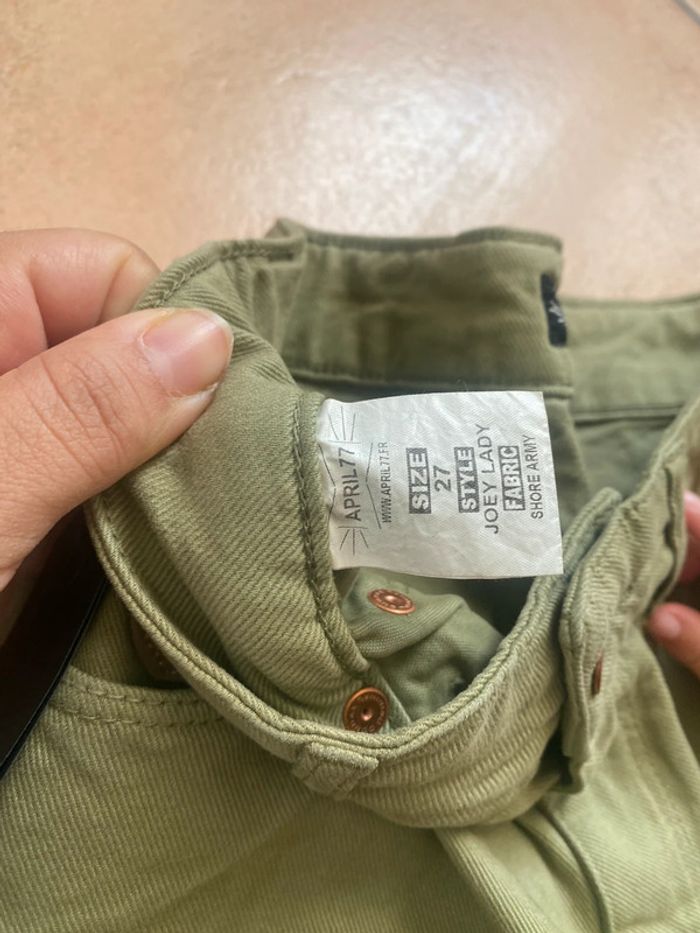 APRIL77
WWW.APRIL77.FR
SIZE
27
STYLE
JOEY LADY
FABRIC
SHORE ARMY